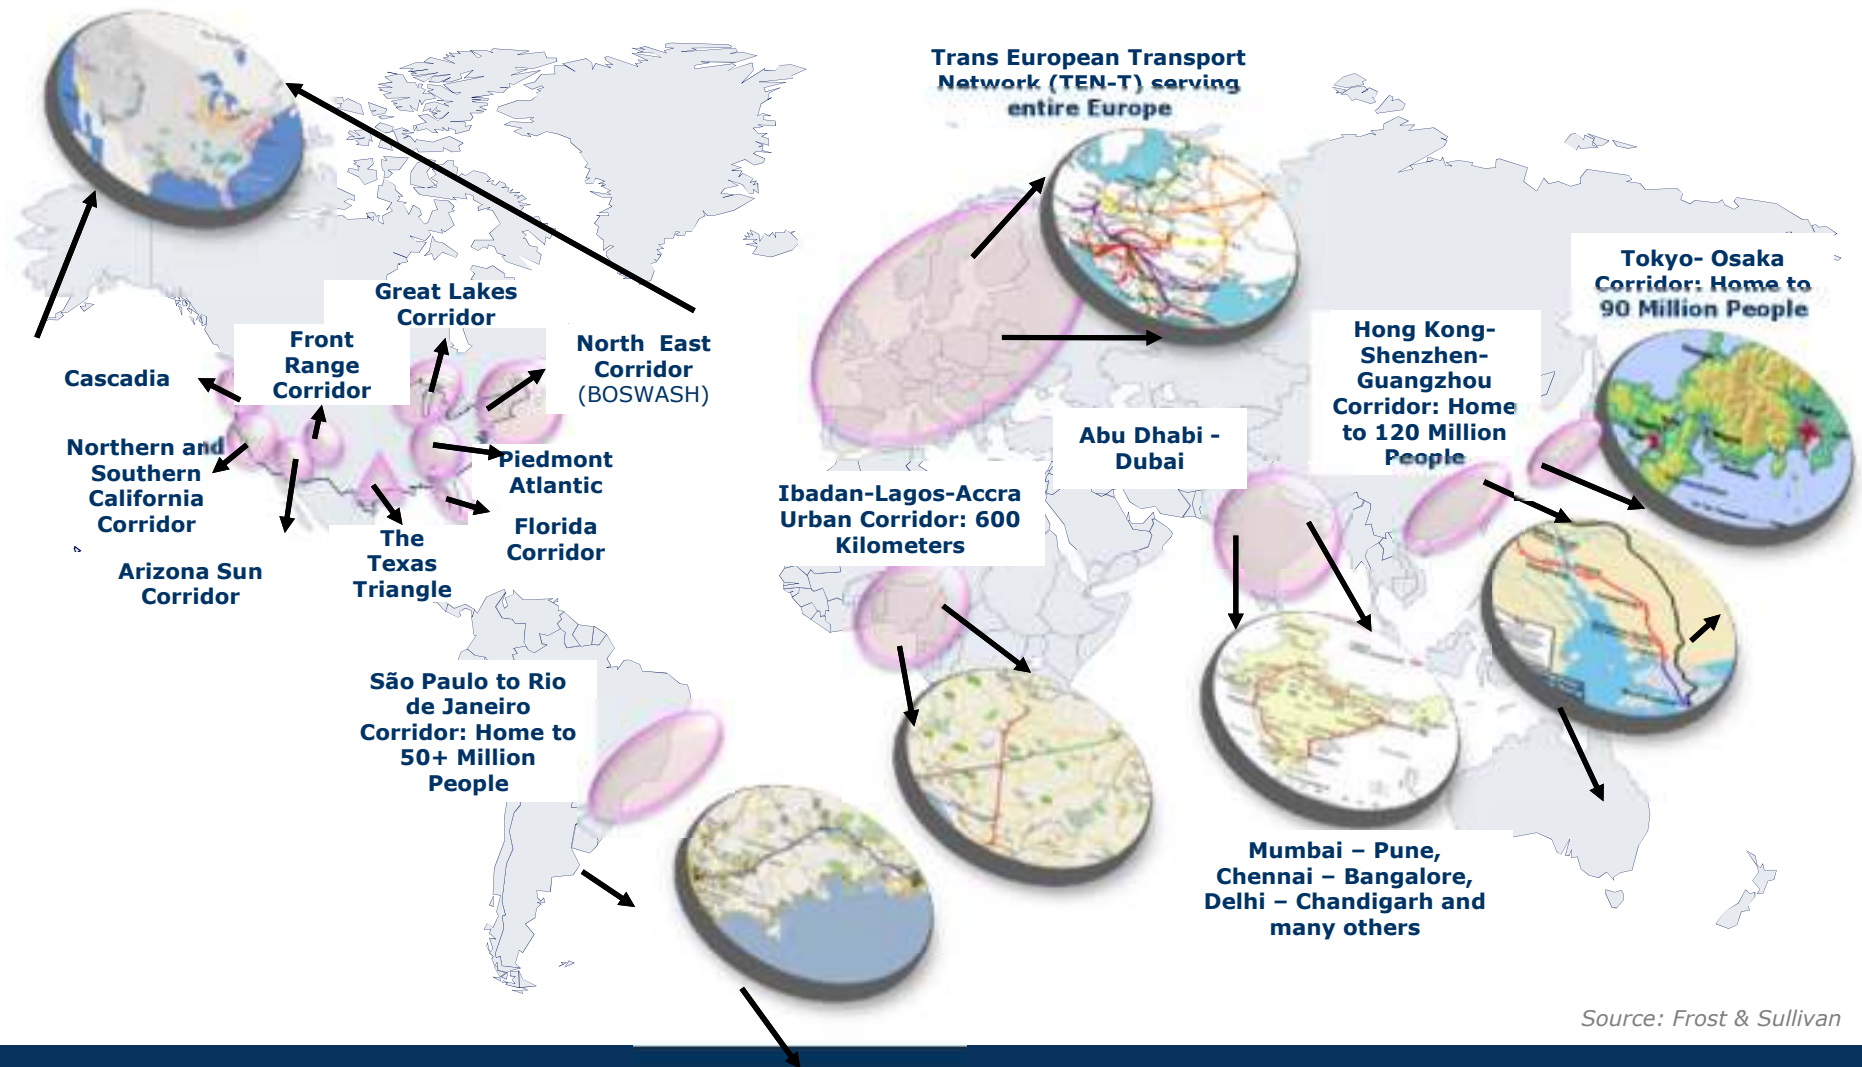 Trans European Transport
Network (TEN-T) serving
entire Europe
Tokyo- Osaka
Corridor: Home to
90 Million People
Great Lakes
Corridor
Front
Range
Corridor
North East
Corridor
(BOSWASH)
Hong Kong-
Shenzhen-
Guangzhou
Corridor: Home
to 120 Million
People
Cascadia
Northern and
Southern
California
Corridor
Piedmont
Atlantic
Abu Dhabi -
Dubai
Ibadan-Lagos-Accra
Urban Corridor: 600
Kilometers
Florida
Corridor
The
Texas
Triangle
Arizona Sun
Corridor
São Paulo to Rio
de Janeiro
Corridor: Home to
50+ Million
People
Mumbai – Pune,
Chennai – Bangalore,
Delhi – Chandigarh and
many others
Source: Frost & Sullivan